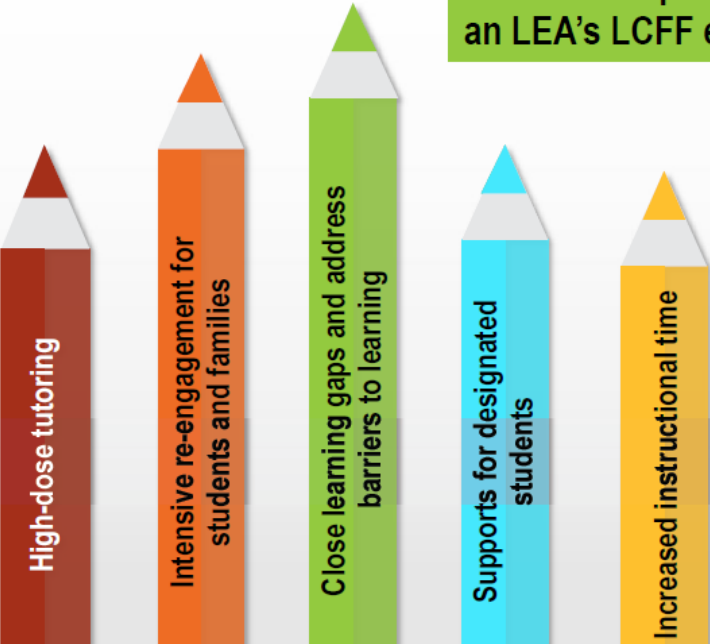 an LEA's LCFF
High-dose tutoring
Intensive re-engagement for
students and families
Close learning gaps and address
barriers to learning
Supports for designated
students
Increased instructional time